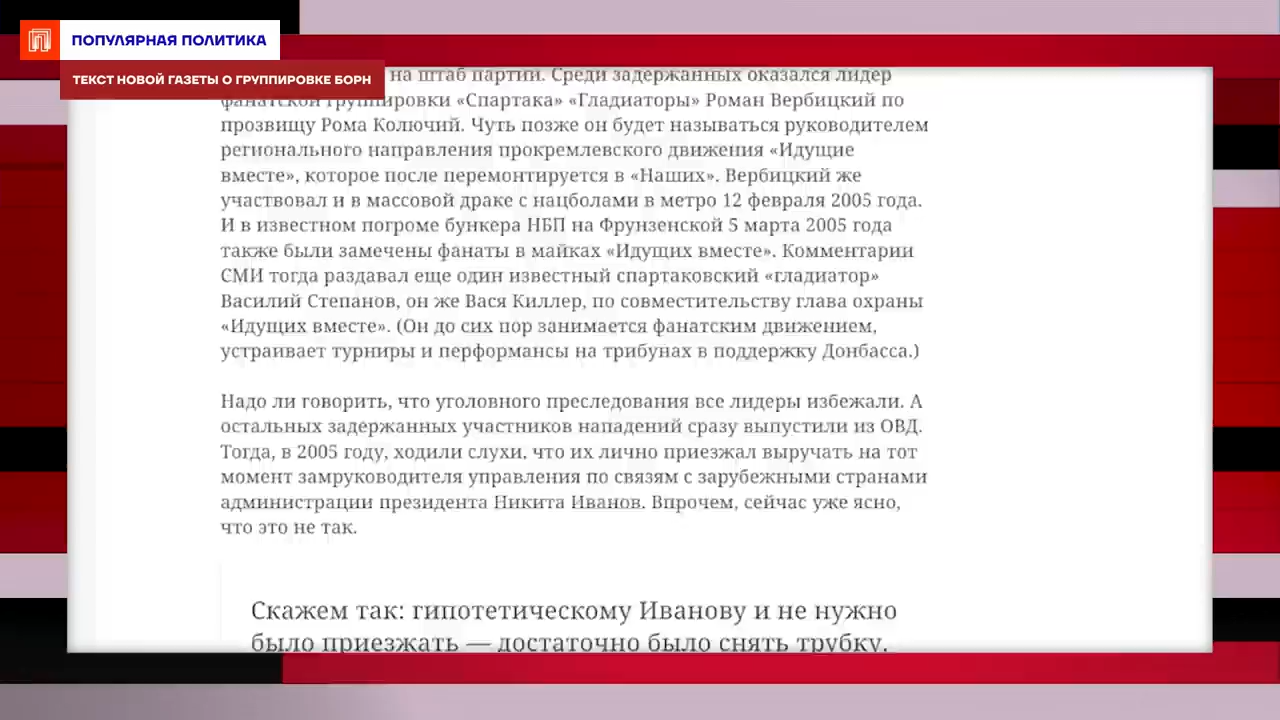 ПОПУЛЯРНАЯ ПОЛИТИКА
ТЕКСТ НОВОЙ ГАЗЕТЫ О ГРУППИРОВКЕ БОРН
на штаб партии. Среди задержанных оказался лидер
фанатской группировки «Спартака» «Гладиаторы» Роман Вербицкий по
прозвищу Рома Колючий. Чуть позже он будет называться руководителем
регионального направления прокремлевского движения «Идущие
вместе», которое после перемонтируется в «Наших». Вербицкий же
участвовал и в массовой драке с нацболами в метро 12 февраля 2005 года.
И в известном погроме бункера НБП на Фрунзенской 5 марта 2005 года
также были замечены фанаты в майках «Идущих вместе». Комментарии
СМИ тогда раздавал еще один известный спартаковский «гладиатор»
Василий Степанов, он же Вася Киллер, по совместительству глава охраны
«Идущих вместе». (Он до сих пор занимается фанатским движением,
устраивает турниры и перформансы на трибунах в поддержку Донбасса.)
Надо ли говорить, что уголовного преследования все лидеры избежали. А
остальных задержанных участников нападений сразу выпустили из ОВД.
Тогда, в 2005 году, ходили слухи, что их лично приезжал выручать на тот
момент замруководителя управления по связям с зарубежными странами
администрации президента Никита Иванов. Впрочем, сейчас уже ясно,
что это не так.
Скажем так: гипотетическому Иванову и не нужно
было приезжать — достаточно было снять трубку.